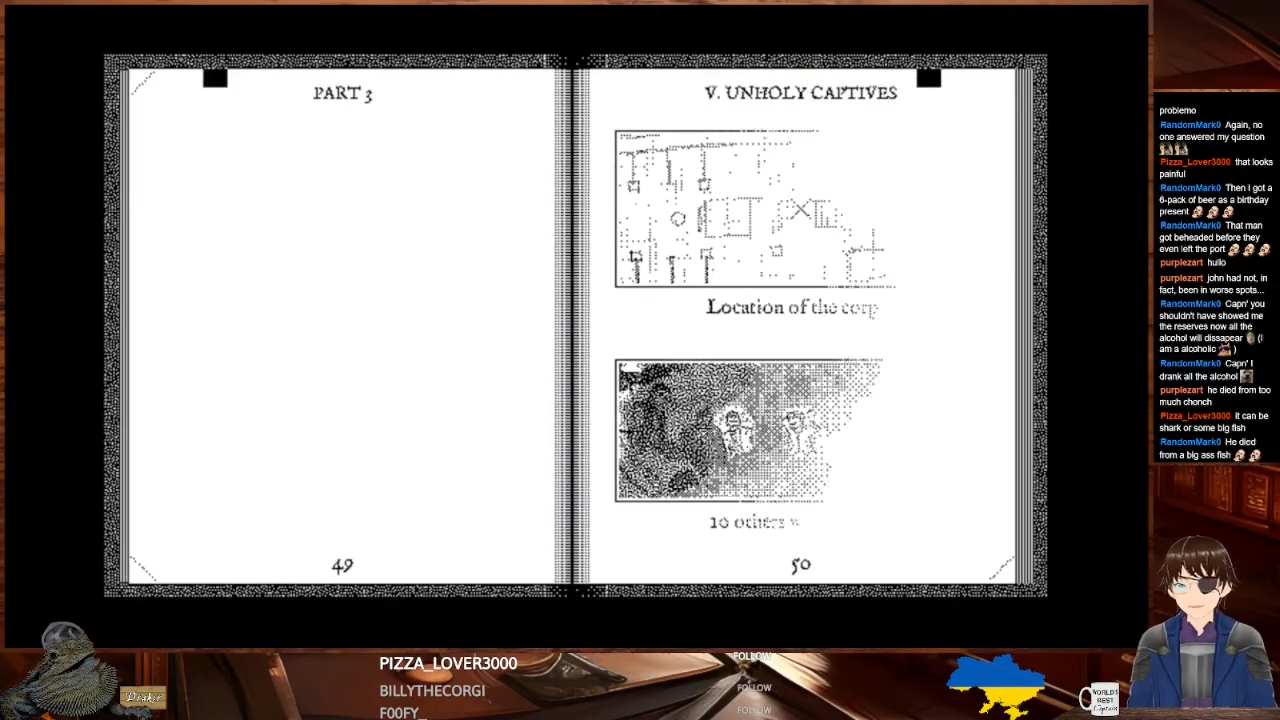 PART 3
49
V. UNHOLY CAPTIVES
Location of the corp
10 others
50
problemo
RandomMark0 Again, no
one answered my question
Pizza_Lover3000 that looks
painful
RandomMark0 Then I got a
6-pack of beer as a birthday
present
RandomMark0 That man
got beheaded before they
even left the port
purplezart hullo
purplezart john had not, in
fact, been in worse spots...
RandomMark0 Capn' you
shouldn't have showed me
the reserves now all the
alcohol will dissapear (I
am a alcoholic )
RandomMark0 Capn' I
drank all the alcohol
purplezart he died from too
much chonch
Pizza_Lover3000 it can be
shark or some big fish
RandomMark0 He died
from a big ass fish
Drake
PIZZA_LOVER3000
FOLLOW
BILLYTHECORGI
FOLLOW
F00FY_
FOLLOW
WORLD'S
BEST